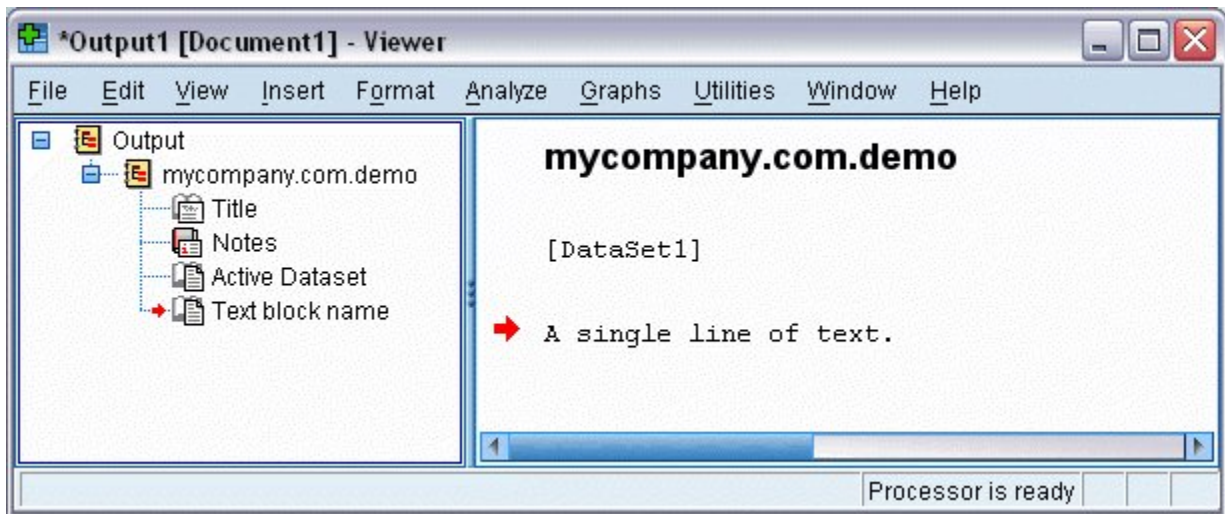 *Output1 [Document1] - Viewer
File Edit View Insert Format Analyze Graphs Utilities Window Help
Output
mycompany.com.demo
Title
Notes
Active Dataset
Text block name
mycompany.com.demo
[DataSet1]
A single line of text.
Processor is ready